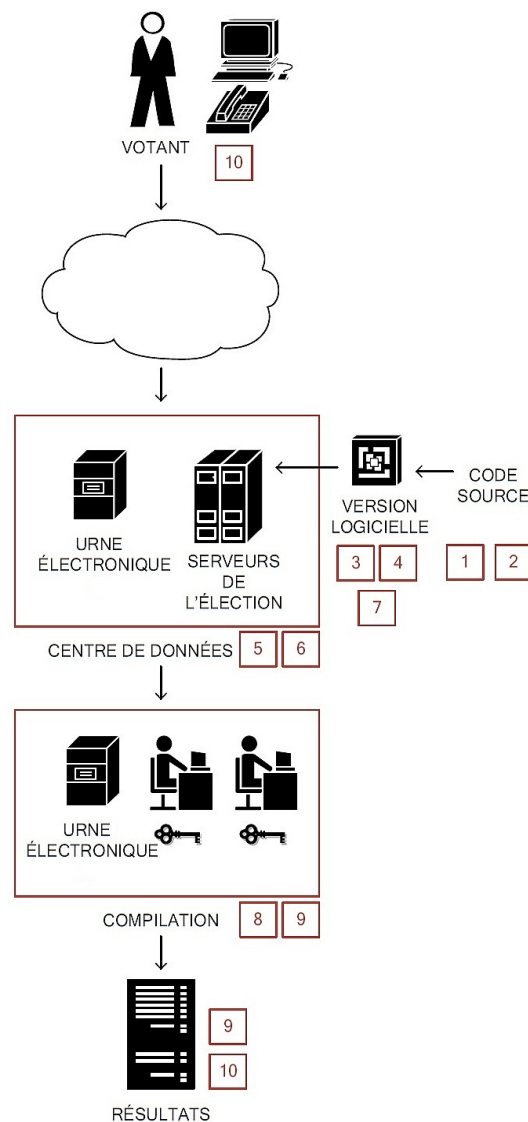 VOTANT
10
URNE
ÉLECTRONIQUE
SERVEURS
DE
L'ÉLECTION
VERSION
LOGICIELLE
3 4
7
CODE
SOURCE
1 2
CENTRE DE DONNÉES 5 6
URNE
ÉLECTRONIQUE
COMPILATION 8 9
9
10
RÉSULTATS